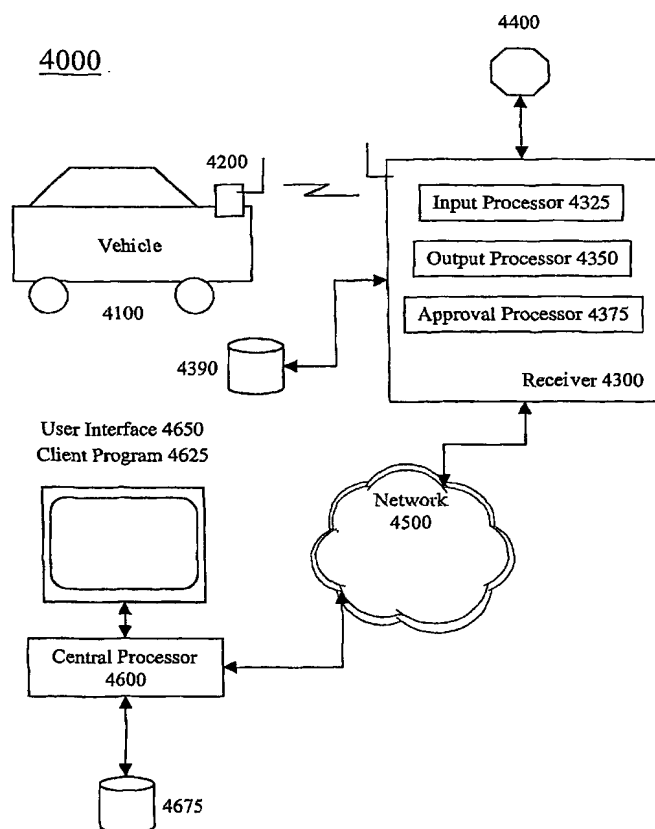 4400
4000
4200
Input Processor 4325
Vehicle
Output Processor 4350
4100
Approval Processor 4375
4390
Receiver 4300
User Interface 4650
Client Program 4625
Network
4500
Central Processor
4600
4675